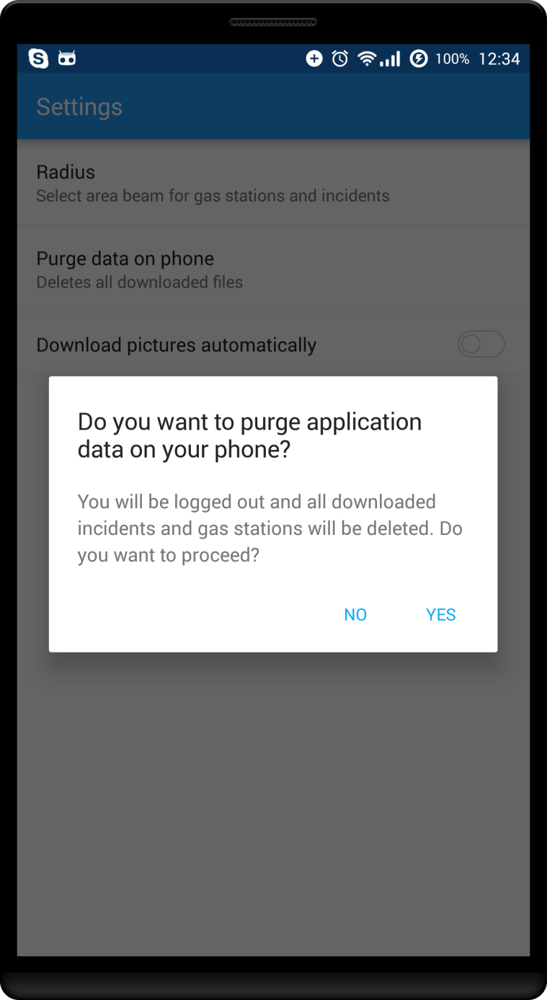 100% 12:34
Settings
Radius
Select area beam for gas stations and incidents
Purge data on phone
Deletes all downloaded files
Download pictures automatically
Do you want to purge application
data on your phone?
You will be logged out and all downloaded
incidents and gas stations will be deleted. Do
you want to proceed?
NO YES